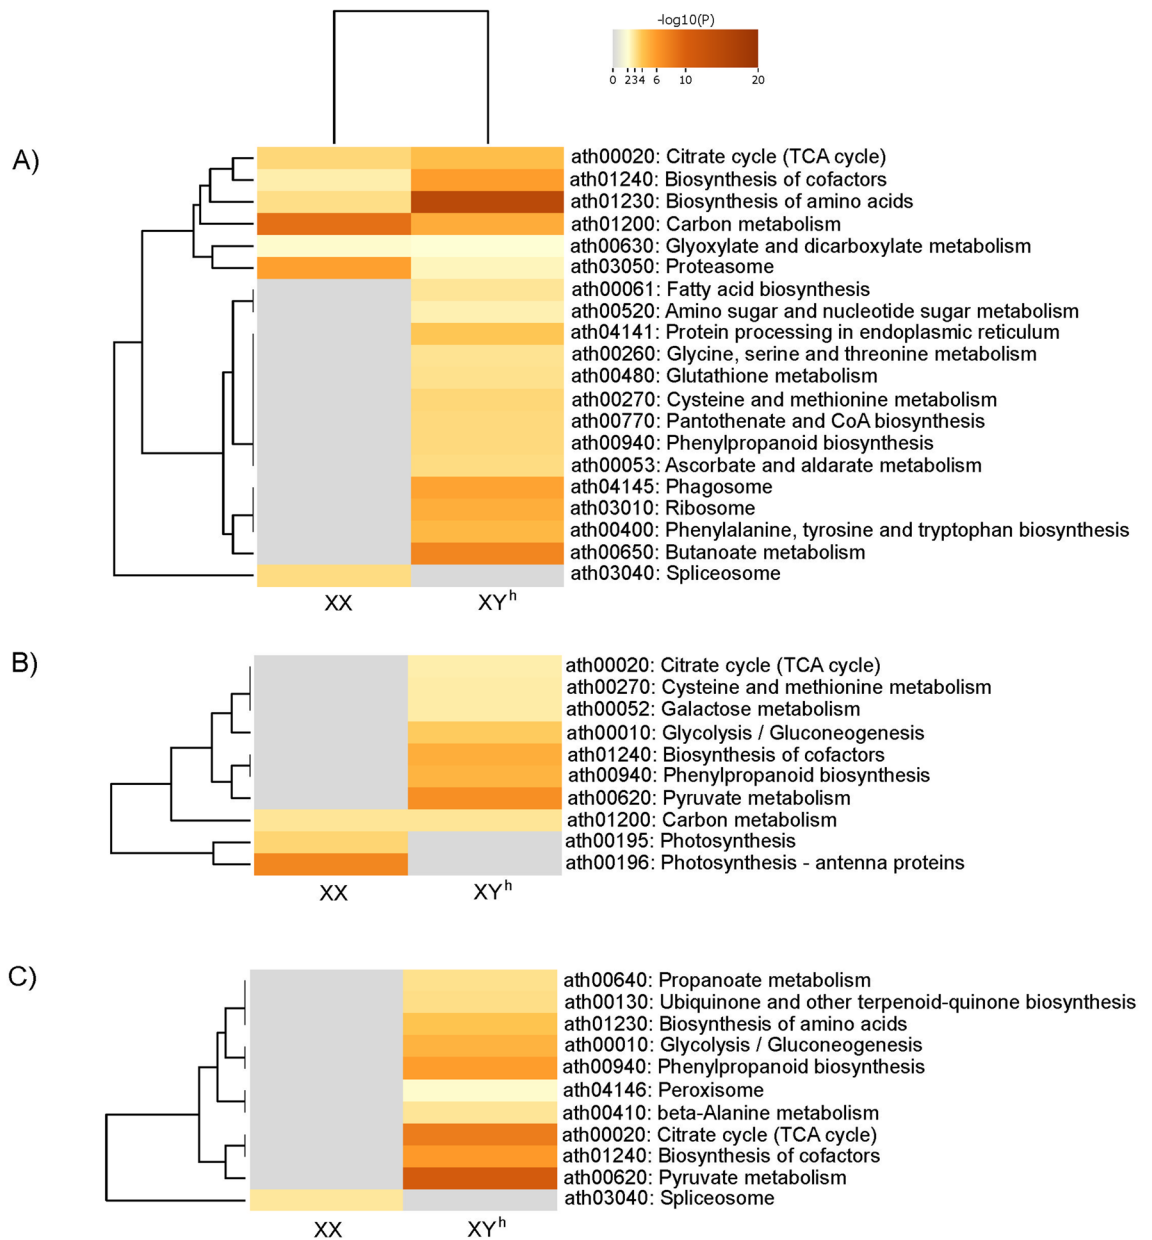 -log10(P)
0 2 3 4 6 10 20
A)
ath00020: Citrate cycle (TCA cycle)
ath01240: Biosynthesis of cofactors
ath01230: Biosynthesis of amino acids
ath01200: Carbon metabolism
ath00630: Glyoxylate and dicarboxylate metabolism
ath03050: Proteasome
ath00061: Fatty acid biosynthesis
ath00520: Amino sugar and nucleotide sugar metabolism
ath04141: Protein processing in endoplasmic reticulum
ath00260: Glycine, serine and threonine metabolism
ath00480: Glutathione metabolism
ath00270: Cysteine and methionine metabolism
ath00770: Pantothenate and CoA biosynthesis
ath00940: Phenylpropanoid biosynthesis
ath00053: Ascorbate and aldarate metabolism
ath04145: Phagosome
ath03010: Ribosome
ath00400: Phenylalanine, tyrosine and tryptophan biosynthesis
ath00650: Butanoate metabolism
ath03040: Spliceosome
XX XYʰ
B)
ath00020: Citrate cycle (TCA cycle)
ath00270: Cysteine and methionine metabolism
ath00052: Galactose metabolism
ath00010: Glycolysis / Gluconeogenesis
ath01240: Biosynthesis of cofactors
ath00940: Phenylpropanoid biosynthesis
ath00620: Pyruvate metabolism
ath01200: Carbon metabolism
ath00195: Photosynthesis
ath00196: Photosynthesis - antenna proteins
XX XYʰ
C)
ath00640: Propanoate metabolism
ath00130: Ubiquinone and other terpenoid-quinone biosynthesis
ath01230: Biosynthesis of amino acids
ath00010: Glycolysis / Gluconeogenesis
ath00940: Phenylpropanoid biosynthesis
ath04146: Peroxisome
ath00410: beta-Alanine metabolism
ath00020: Citrate cycle (TCA cycle)
ath01240: Biosynthesis of cofactors
ath00620: Pyruvate metabolism
ath03040: Spliceosome
XX XYʰ